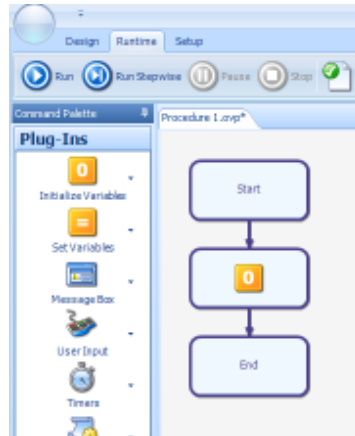 Design Runtime Setup
Run Run Stepwise Pause Stop
Command Palette
Procedure 1.ovp*
Plug-Ins
0
Initialize Variables
=
Set Variables
Message Box
User Input
Timers
Start
0
End